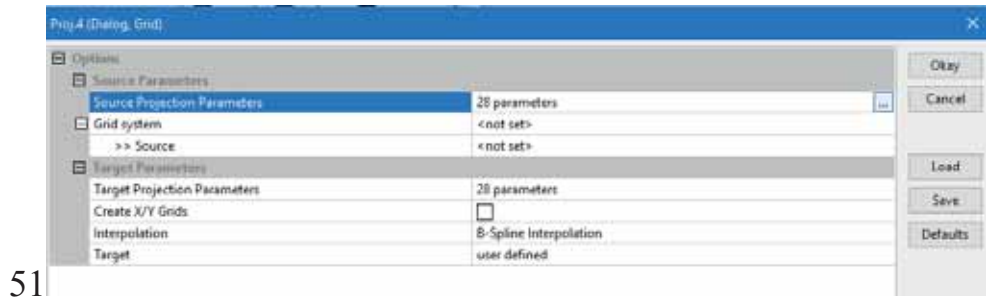 Proj.4 (Dialog, Grid)
Options
Okay
Source Parameters
Source Projection Parameters 28 parameters ...
Cancel
Grid system <not set>
>> Source <not set>
Target Parameters
Load
Target Projection Parameters 28 parameters
Create X/Y Grids
Save
Interpolation B-Spline Interpolation
Defaults
Target user defined
51